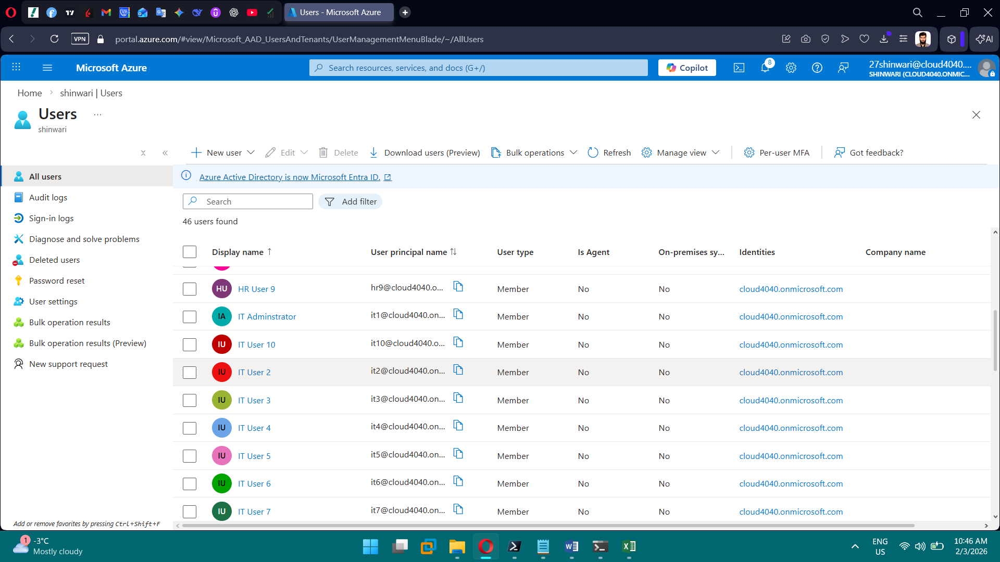 Users - Microsoft Azure
VPN
portal.azure.com/#view/Microsoft_AAD_UsersAndTenants/UserManagementMenuBlade/~/AllUsers
AI
Microsoft Azure
Search resources, services, and docs (G+/)
Copilot
8
27shinwari@cloud4040....
SHINWARI (CLOUD4040.ONMIC...
Home
shinwari | Users
Users
...
shinwari
New user
Edit
Delete
Download users (Preview)
Bulk operations
Refresh
Manage view
Per-user MFA
Got feedback?
All users
Audit logs
Sign-in logs
Diagnose and solve problems
Deleted users
Password reset
User settings
Bulk operation results
Bulk operation results (Preview)
New support request
Add or remove favorites by pressing Ctrl+Shift+F
Azure Active Directory is now Microsoft Entra ID.
Search
Add filter
46 users found
Display name User principal name User type Is Agent On-premises sy... Identities Company name
HU HR User 9 hr9@cloud4040.o... Member No No cloud4040.onmicrosoft.com
IA IT Adminstrator it1@cloud4040.on... Member No No cloud4040.onmicrosoft.com
IU IT User 10 it10@cloud4040.o... Member No No cloud4040.onmicrosoft.com
IU IT User 2 it2@cloud4040.on... Member No No cloud4040.onmicrosoft.com
IU IT User 3 it3@cloud4040.on... Member No No cloud4040.onmicrosoft.com
IU IT User 4 it4@cloud4040.on... Member No No cloud4040.onmicrosoft.com
IU IT User 5 it5@cloud4040.on... Member No No cloud4040.onmicrosoft.com
IU IT User 6 it6@cloud4040.on... Member No No cloud4040.onmicrosoft.com
IU IT User 7 it7@cloud4040.on... Member No No cloud4040.onmicrosoft.com
1
-3°C
Mostly cloudy
ENG
US
10:46 AM
2/3/2026